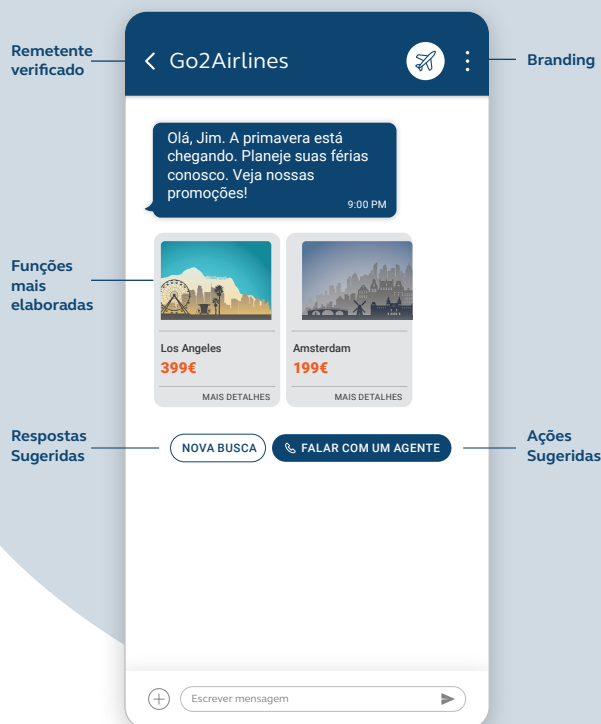 Remetente
verificado
Go2Airlines
Branding
Olá, Jim. A primavera está
chegando. Planeje suas férias
conosco. Veja nossas
promoções!
9:00 PM
Funções
mais
elaboradas
Los Angeles
399€
MAIS DETALHES
Amsterdam
199€
MAIS DETALHES
Respostas
Sugeridas
NOVA BUSCA
FALAR COM UM AGENTE
Ações
Sugeridas
Escrever mensagem